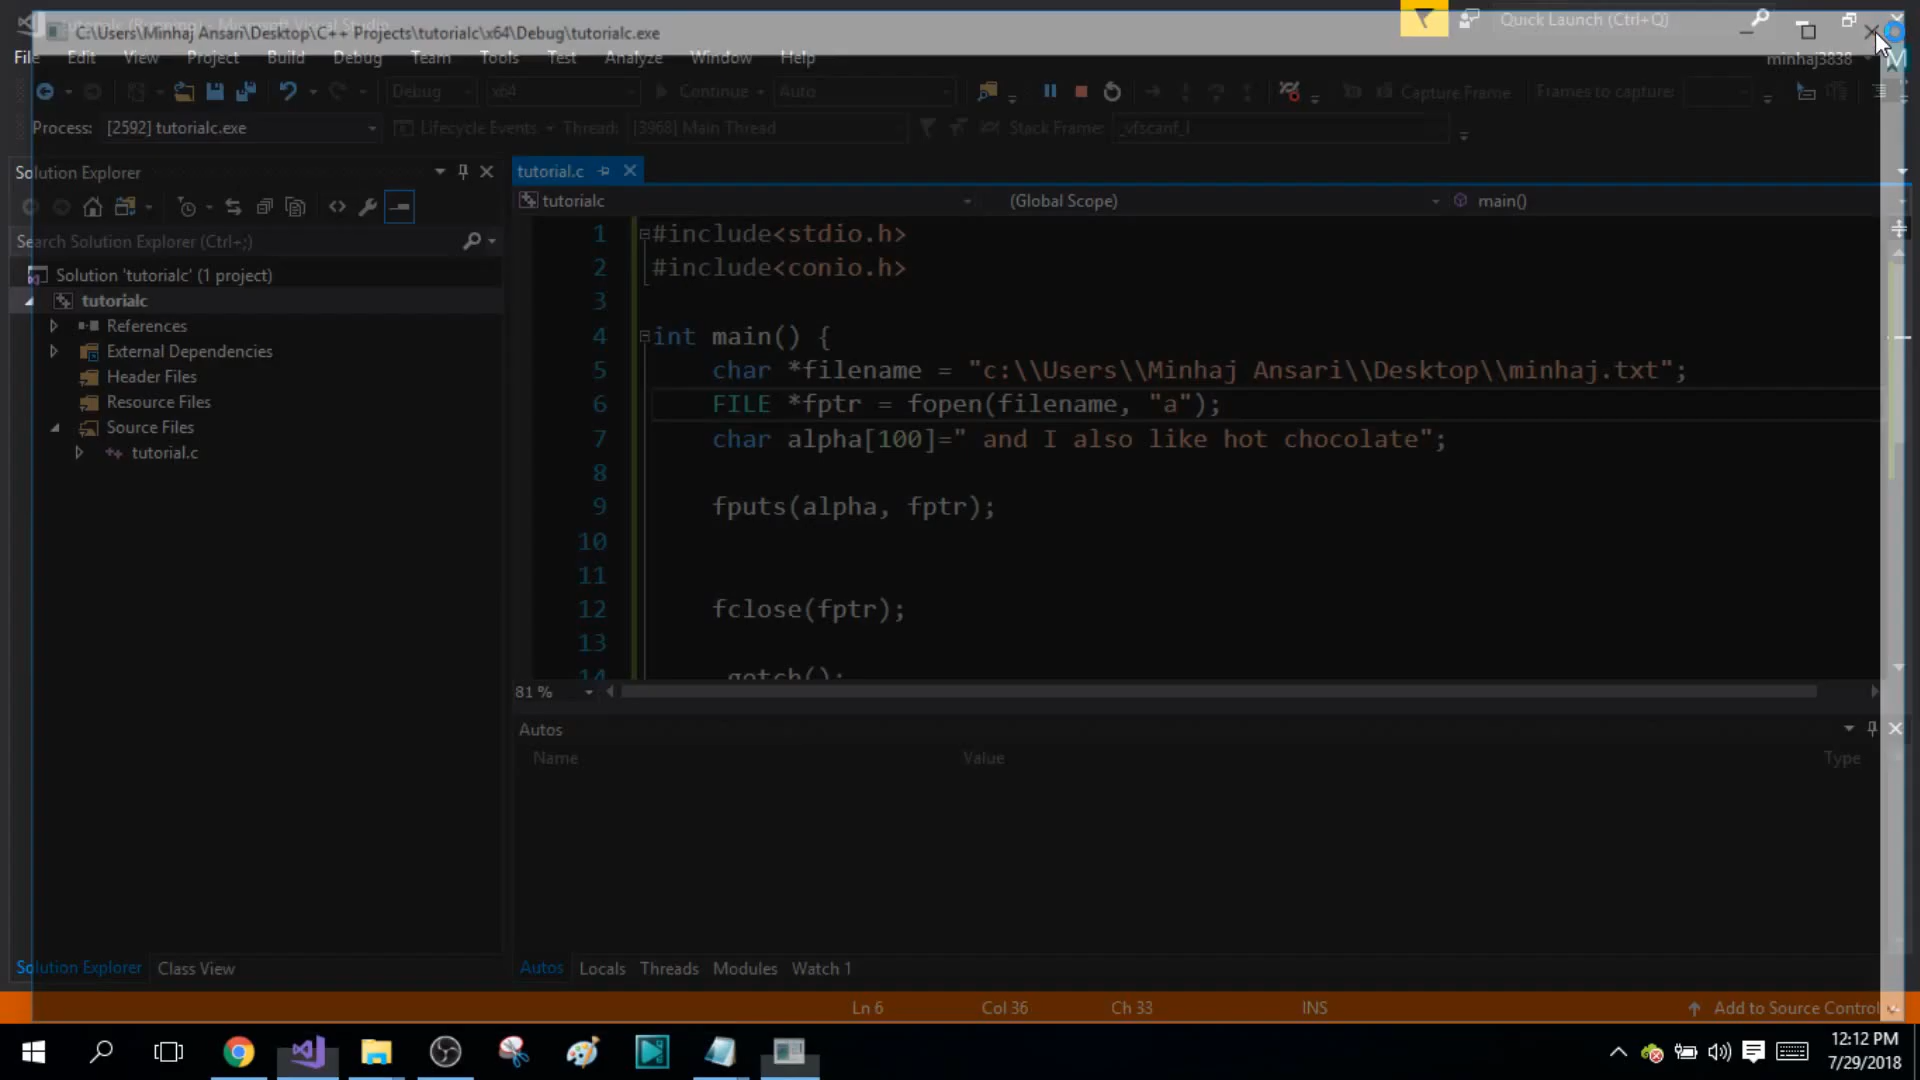 tutorialc (Running) - Microsoft Visual Studio
Quick Launch (Ctrl+Q)
C:\Users\Minhaj Ansari\Desktop\C++ Projects\tutorialc\x64\Debug\tutorialc.exe
File Edit View Project Build Debug Team Tools Test Analyze Window Help
minhaj3838
M
Debug x64 Continue Auto Capture Frame Frames to capture:
Process: [2592] tutorialc.exe Lifecycle Events Thread: [3968] Main Thread Stack Frame: _vfscanf_l
Solution Explorer
tutorial.c
tutorialc (Global Scope) main()
Search Solution Explorer (Ctrl+;)
Solution 'tutorialc' (1 project)
tutorialc
References
External Dependencies
Header Files
Resource Files
Source Files
tutorial.c
1 #include<stdio.h>
2 #include<conio.h>
3
4 int main() {
5 char *filename = "c:\\Users\\Minhaj Ansari\\Desktop\\minhaj.txt";
6 FILE *fptr = fopen(filename, "a");
7 char alpha[100]=" and I also like hot chocolate";
8
9 fputs(alpha, fptr);
10
11
12 fclose(fptr);
13
14 _getch();
81 %
Autos
Name Value Type
Solution Explorer Class View
Autos Locals Threads Modules Watch 1
Ln 6 Col 36 Ch 33 INS Add to Source Control
12:12 PM
7/29/2018